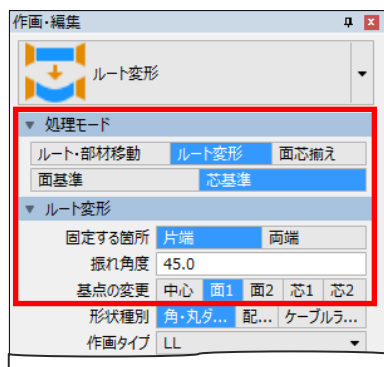 作画・編集
ルート変形
処理モード
ルート・部材移動 ルート変形 面芯揃え
面基準 芯基準
ルート変形
固定する箇所 片端 両端
振れ角度 45.0
基点の変更 中心 面1 面2 芯1 芯2
形状種別 角・丸ダ... 配... ケーブルラ...
作画タイプ LL